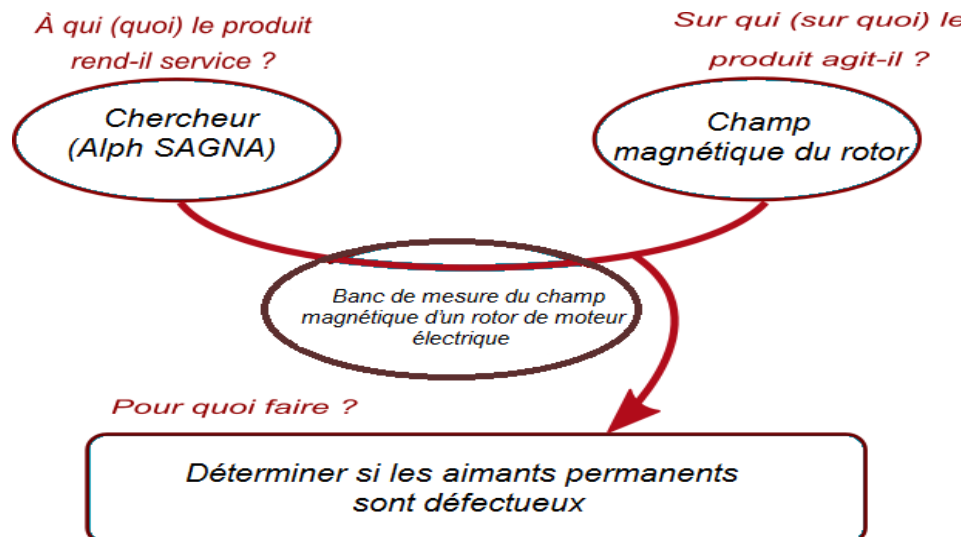 À qui (quoi) le produit
rend-il service ?
Sur qui (sur quoi) le
produit agit-il ?
Chercheur
(Alph SAGNA)
Champ
magnétique du rotor
Banc de mesure du champ
magnétique d'un rotor de moteur
électrique
Pour quoi faire ?
Déterminer si les aimants permanents
sont défectueux